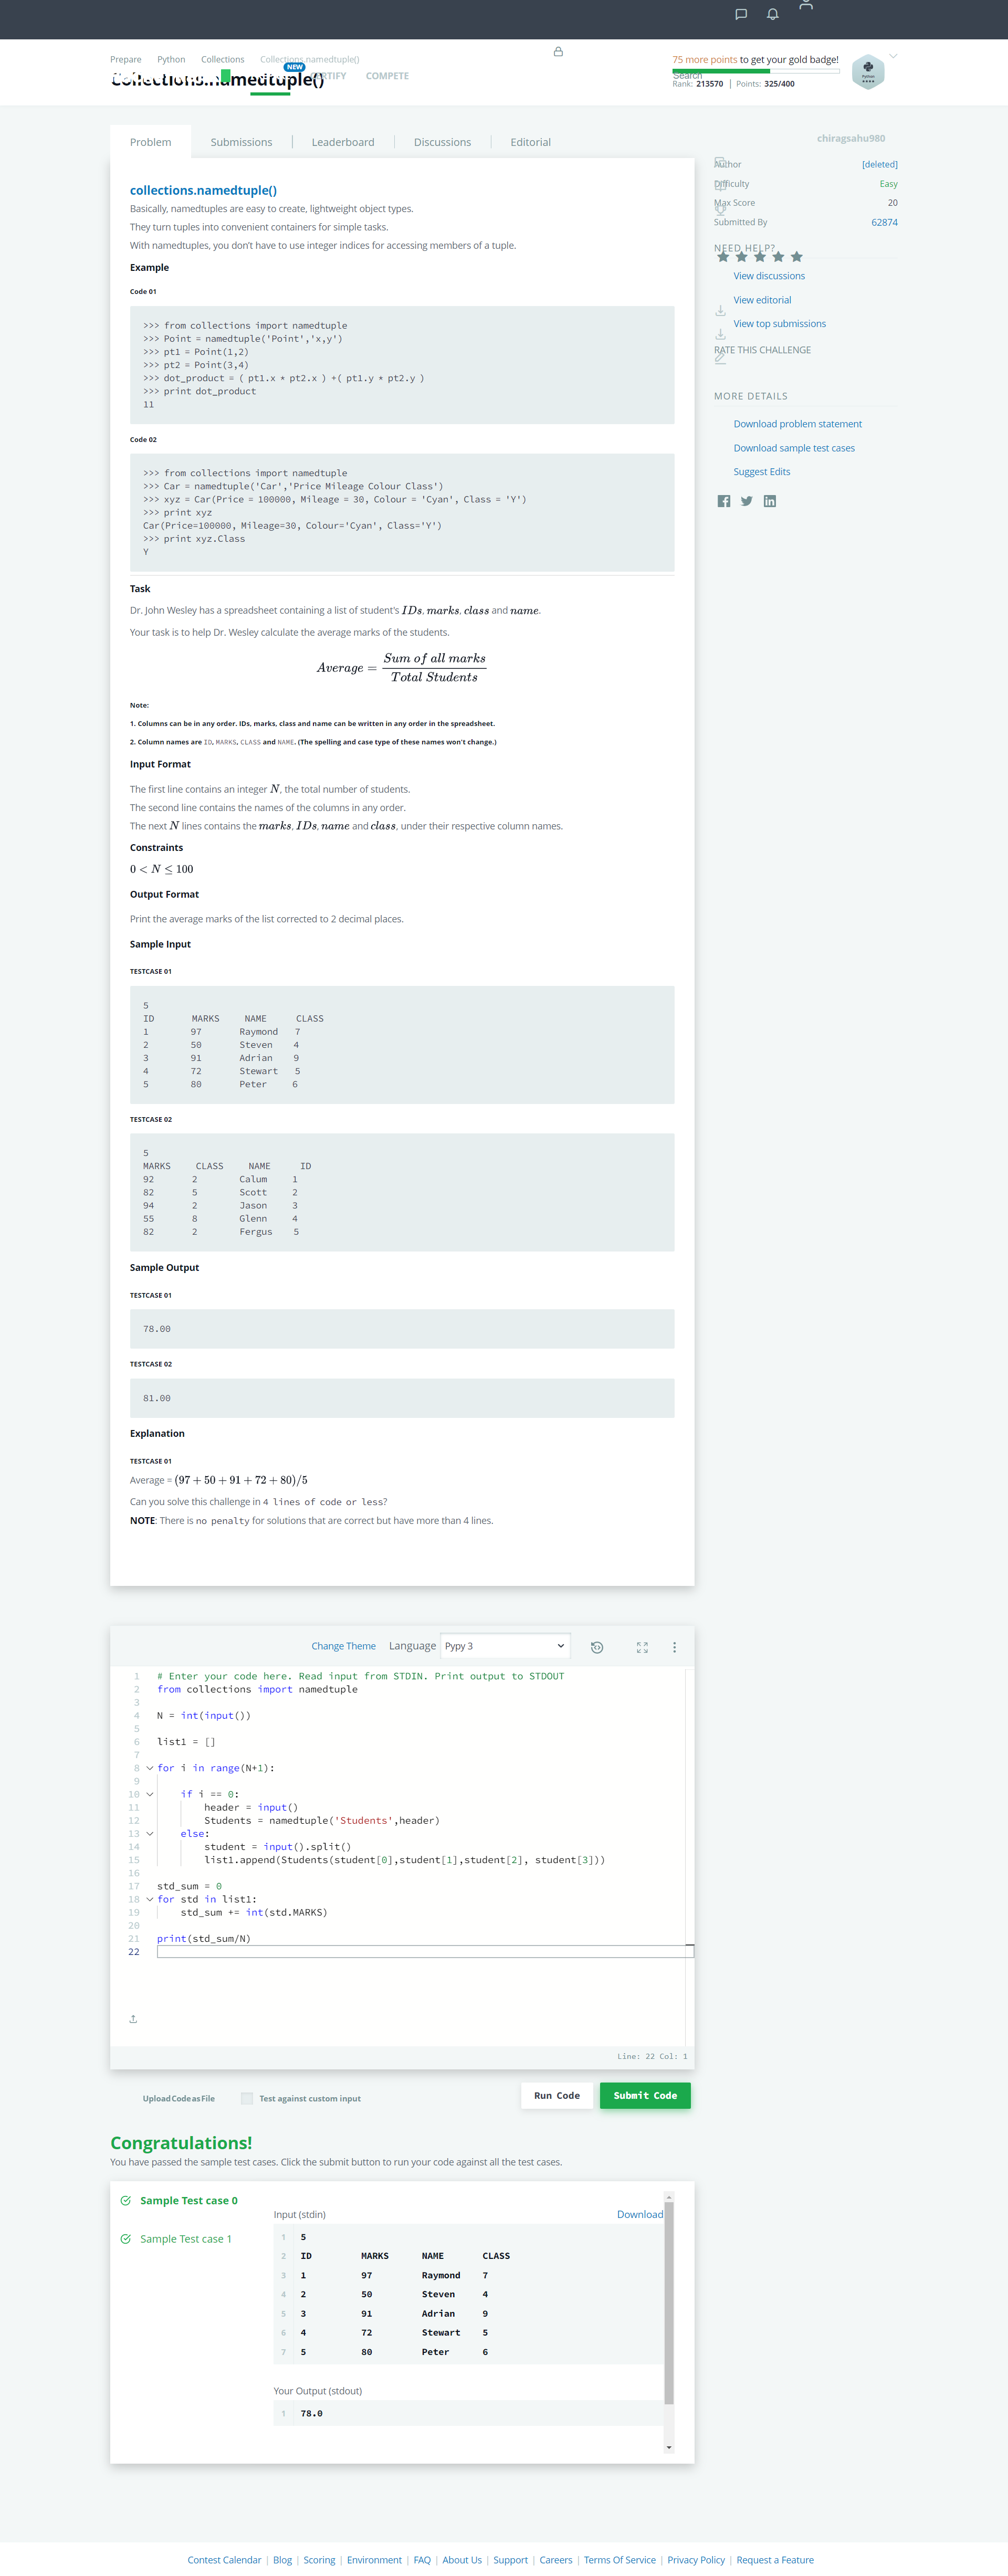 Prepare Python Collections Collections.namedtuple()
Collections.namedtuple()
NEW
CERTIFY COMPETE
75 more points to get your gold badge!
Search
Rank: 213570 | Points: 325/400
Python
Problem
Submissions
Leaderboard
Discussions
Editorial
chiragsahu980
Author [deleted]
Difficulty Easy
Max Score 20
Submitted By 62874
NEED HELP?
View discussions
View editorial
View top submissions
RATE THIS CHALLENGE
MORE DETAILS
Download problem statement
Download sample test cases
Suggest Edits
collections.namedtuple()
Basically, namedtuples are easy to create, lightweight object types.
They turn tuples into convenient containers for simple tasks.
With namedtuples, you don't have to use integer indices for accessing members of a tuple.
Example
Code 01
>>> from collections import namedtuple
>>> Point = namedtuple('Point','x,y')
>>> pt1 = Point(1,2)
>>> pt2 = Point(3,4)
>>> dot_product = ( pt1.x * pt2.x ) +( pt1.y * pt2.y )
>>> print dot_product
11
Code 02
>>> from collections import namedtuple
>>> Car = namedtuple('Car','Price Mileage Colour Class')
>>> xyz = Car(Price = 100000, Mileage = 30, Colour = 'Cyan', Class = 'Y')
>>> print xyz
Car(Price=100000, Mileage=30, Colour='Cyan', Class='Y')
>>> print xyz.Class
Y
Task
Dr. John Wesley has a spreadsheet containing a list of student's IDs, marks, class and name.
Your task is to help Dr. Wesley calculate the average marks of the students.
Average = Sum of all marks
Total Students
Note:
1. Columns can be in any order. IDs, marks, class and name can be written in any order in the spreadsheet.
2. Column names are ID, MARKS, CLASS and NAME. (The spelling and case type of these names won't change.)
Input Format
The first line contains an integer N, the total number of students.
The second line contains the names of the columns in any order.
The next N lines contains the marks, IDs, name and class, under their respective column names.
Constraints
0 < N ≤ 100
Output Format
Print the average marks of the list corrected to 2 decimal places.
Sample Input
TESTCASE 01
5
ID MARKS NAME CLASS
1 97 Raymond 7
2 50 Steven 4
3 91 Adrian 9
4 72 Stewart 5
5 80 Peter 6
TESTCASE 02
5
MARKS CLASS NAME ID
92 2 Calum 1
82 5 Scott 2
94 2 Jason 3
55 8 Glenn 4
82 2 Fergus 5
Sample Output
TESTCASE 01
78.00
TESTCASE 02
81.00
Explanation
TESTCASE 01
Average = (97 + 50 + 91 + 72 + 80)/5
Can you solve this challenge in 4 lines of code or less?
NOTE: There is no penalty for solutions that are correct but have more than 4 lines.
Change Theme Language Pypy 3
1 # Enter your code here. Read input from STDIN. Print output to STDOUT
2 from collections import namedtuple
3
4 N = int(input())
5
6 list1 = []
7
8 for i in range(N+1):
9
10 if i == 0:
11 header = input()
12 Students = namedtuple('Students',header)
13 else:
14 student = input().split()
15 list1.append(Students(student[0],student[1],student[2], student[3]))
16
17 std_sum = 0
18 for std in list1:
19 std_sum += int(std.MARKS)
20
21 print(std_sum/N)
22
Line: 22 Col: 1
Upload Code as File
Test against custom input
Run Code
Submit Code
Congratulations!
You have passed the sample test cases. Click the submit button to run your code against all the test cases.
Sample Test case 0
Sample Test case 1
Input (stdin) Download
1 5
2 ID MARKS NAME CLASS
3 1 97 Raymond 7
4 2 50 Steven 4
5 3 91 Adrian 9
6 4 72 Stewart 5
7 5 80 Peter 6
Your Output (stdout)
1 78.0
Contest Calendar | Blog | Scoring | Environment | FAQ | About Us | Support | Careers | Terms Of Service | Privacy Policy | Request a Feature